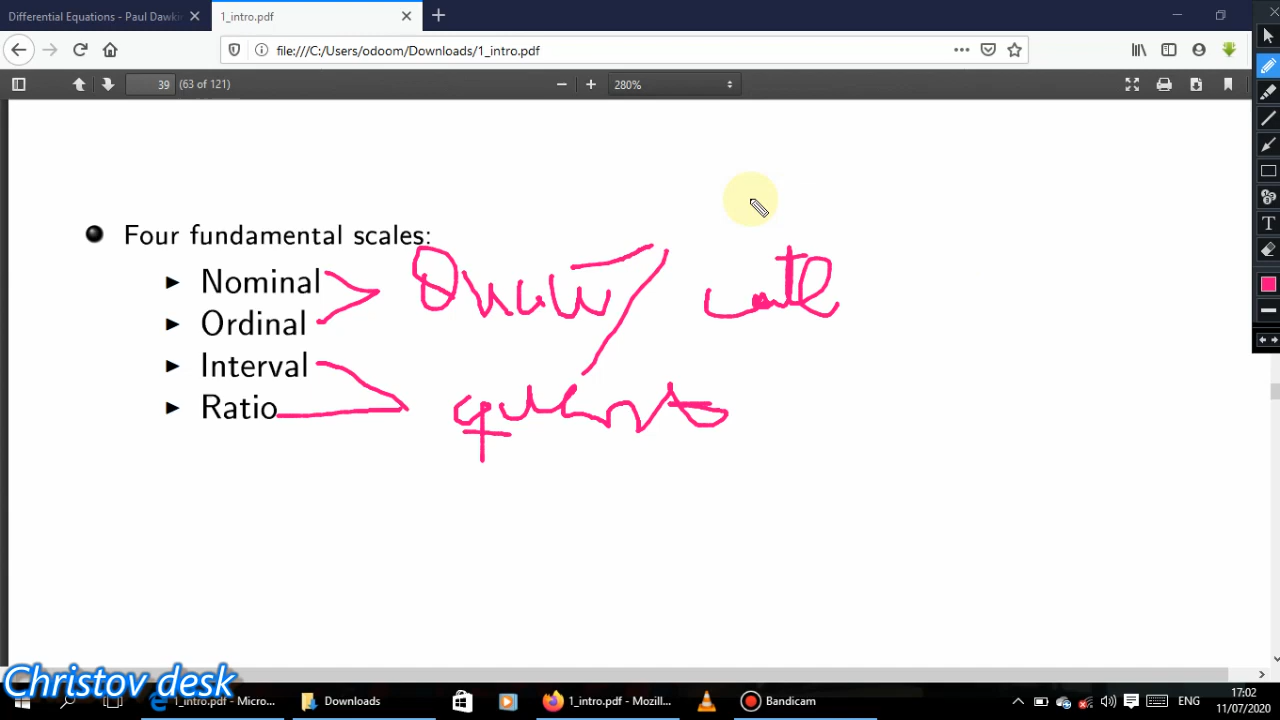 Differential Equations - Paul Dawki
1_intro.pdf
file:///C:/Users/odoom/Downloads/1_intro.pdf
39 (63 of 121)
280%
Four fundamental scales:
Nominal
Ordinal
Interval
Ratio
Christov desk
1_intro.pdf - Micro...
Downloads
1_intro.pdf - Mozill...
Bandicam
ENG
17:02
11/07/2020